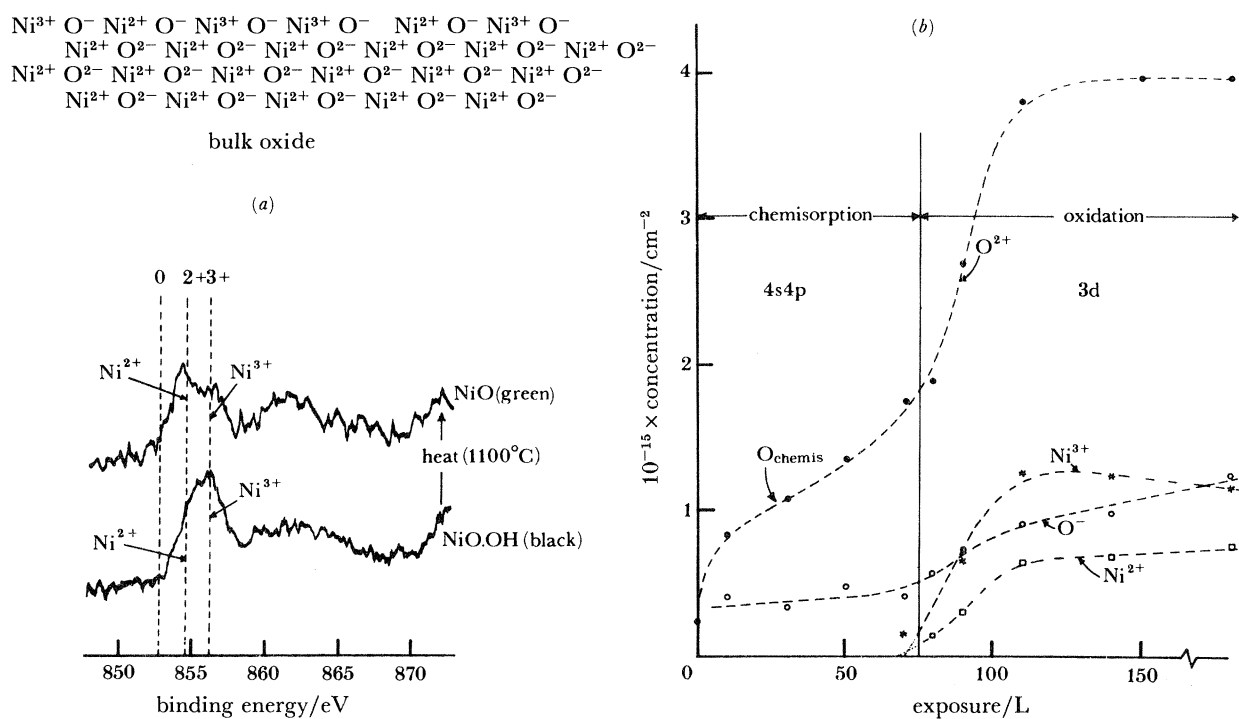 Ni³⁺ O⁻ Ni²⁺ O⁻ Ni³⁺ O⁻ Ni³⁺ O⁻ Ni²⁺ O⁻ Ni³⁺ O⁻
Ni²⁺ O²⁻ Ni²⁺ O²⁻ Ni²⁺ O²⁻ Ni²⁺ O²⁻ Ni²⁺ O²⁻ Ni²⁺ O²⁻
Ni²⁺ O²⁻ Ni²⁺ O²⁻ Ni²⁺ O²⁻ Ni²⁺ O²⁻ Ni²⁺ O²⁻ Ni²⁺ O²⁻
Ni²⁺ O²⁻ Ni²⁺ O²⁻ Ni²⁺ O²⁻ Ni²⁺ O²⁻ Ni²⁺ O²⁻
bulk oxide
(a)
0 2+ 3+
Ni²⁺
Ni³⁺
NiO (green)
heat (1100°C)
Ni³⁺
Ni²⁺
NiO.OH (black)
850 855 860 865 870
binding energy/eV
(b)
4
3
2
1
0
10⁻¹⁵ × concentration/cm⁻²
chemisorption
oxidation
O²⁺
4s4p
3d
O chemis
Ni³⁺
O⁻
Ni²⁺
0 50 100 150
exposure/L